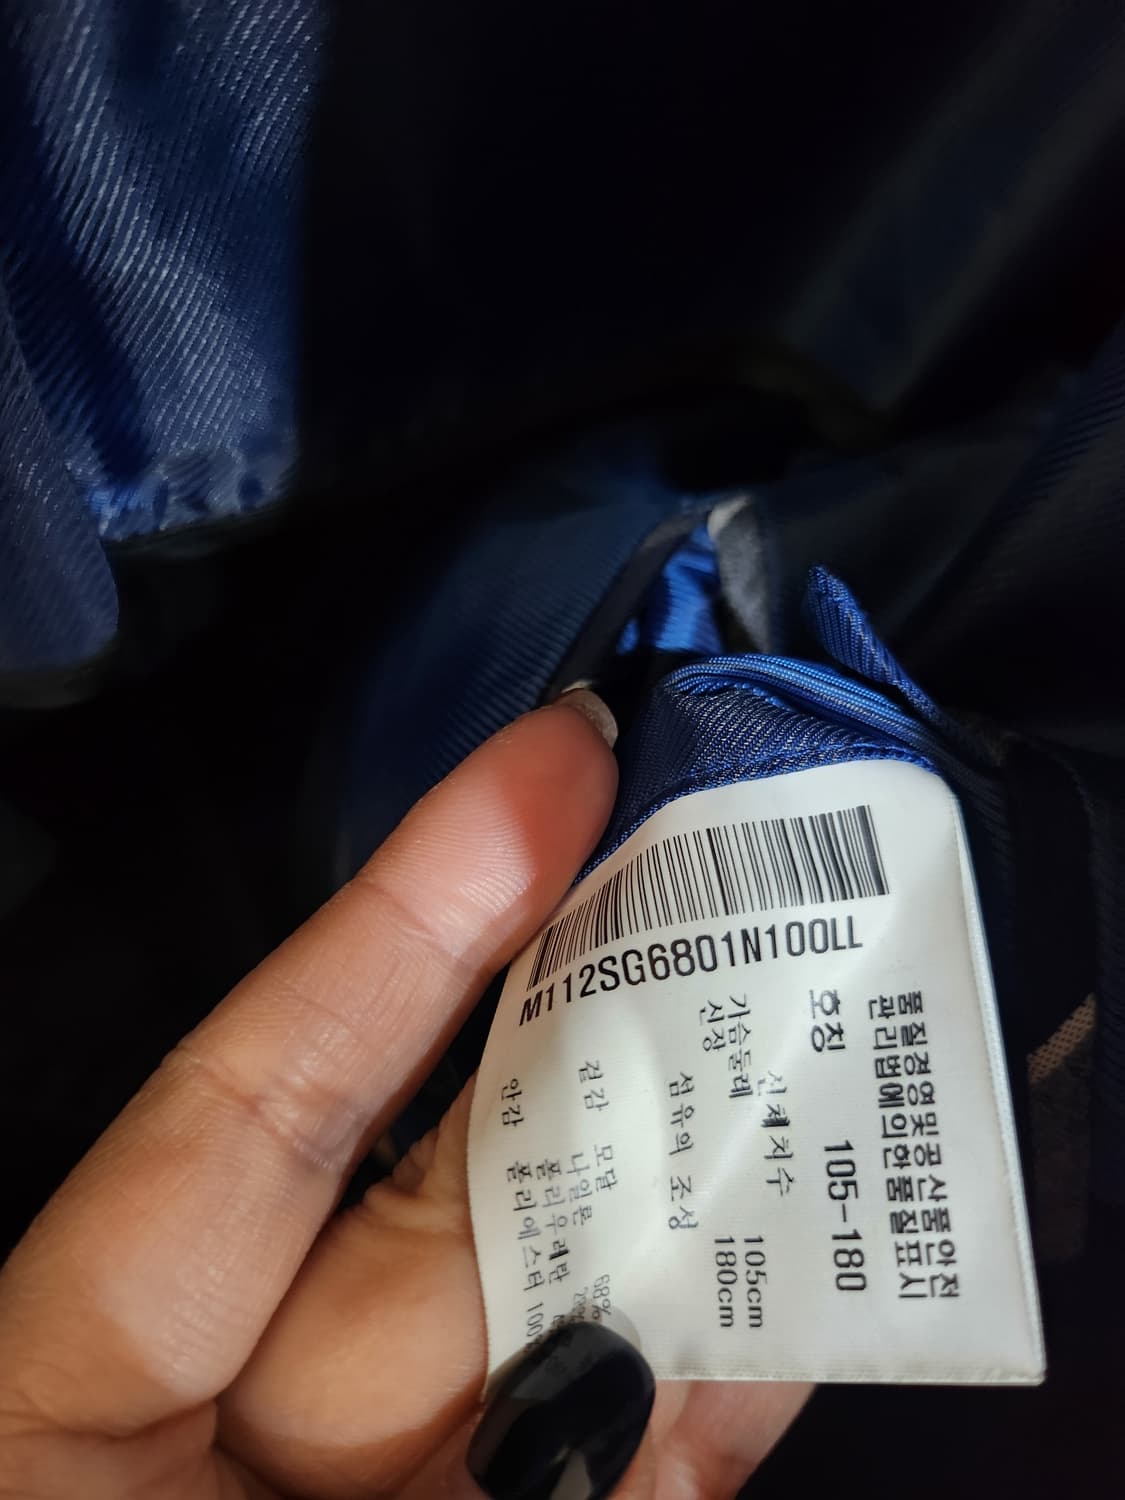 M112SG6801N100LL
품질경영및공산품안전
관리법에의한품질표시
호칭 105-180
신체치수
가슴둘레 105cm
신장 180cm
섬유의 조성
겉감 모달 68%
나일론
폴리우레탄
안감 폴리에스터 100%